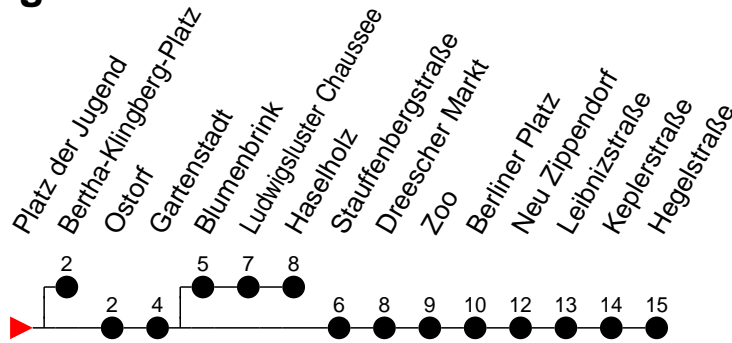 g
Platz der Jugend
Bertha-Klingberg-Platz
Ostorf
Gartenstadt
Blumenbrink
Ludwigsluster Chaussee
Haselholz
Stauffenbergstraße
Dreescher Markt
Zoo
Berliner Platz
Neu Zippendorf
Leibnizstraße
Keplerstraße
Hegelstraße
2 5 7 8
2 4 6 8 9 10 12 13 14 15